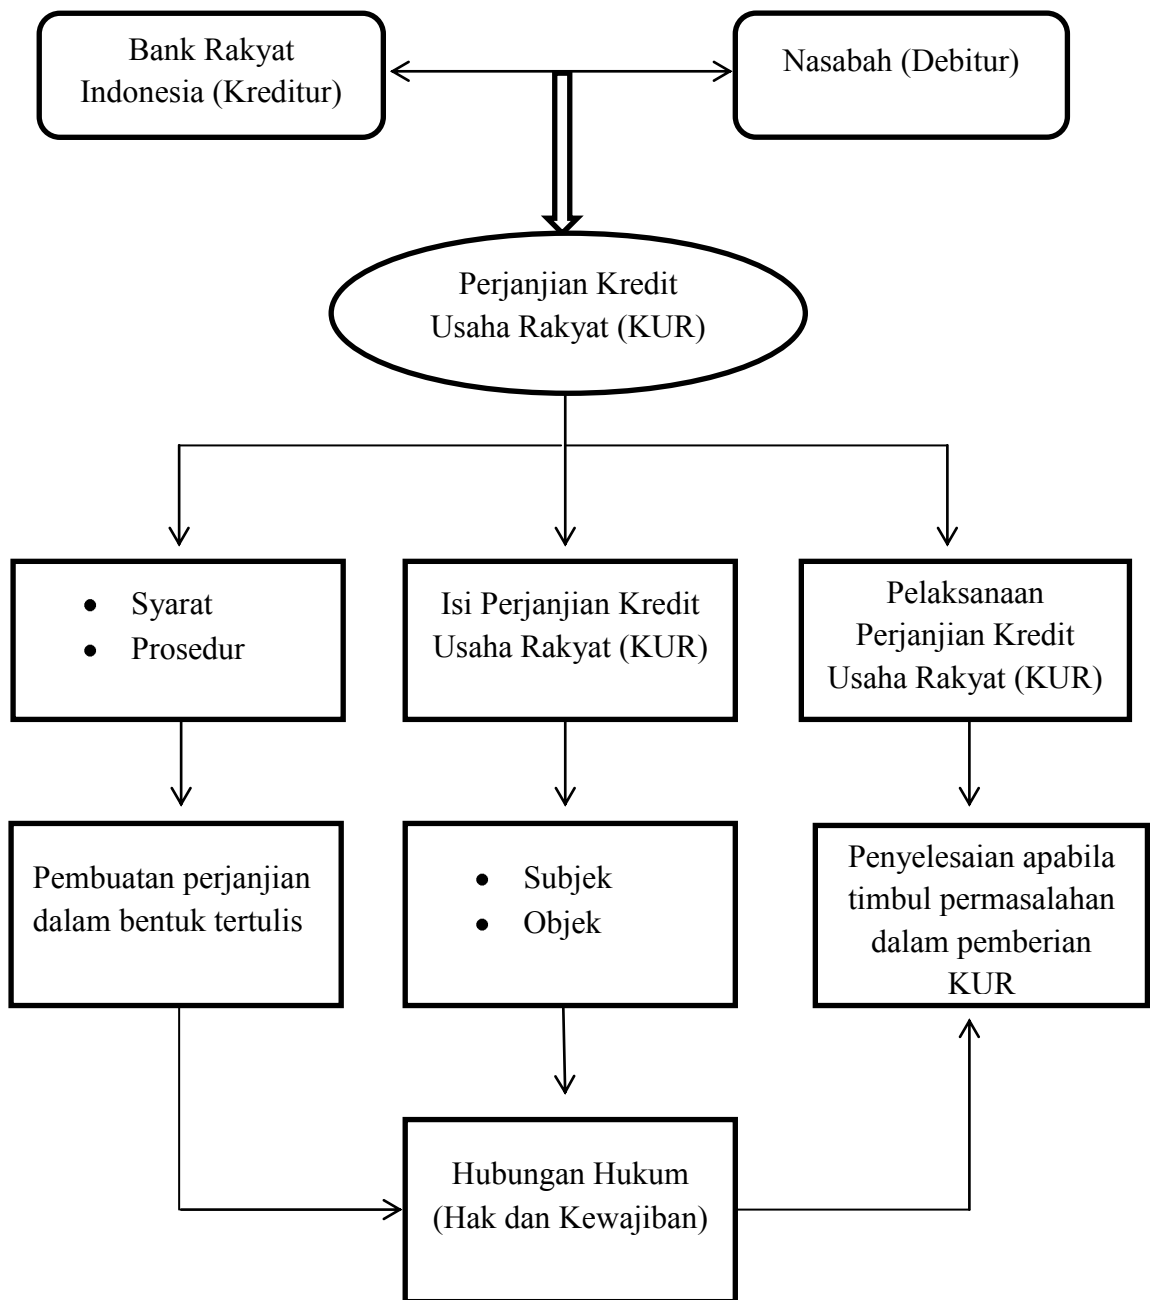 Bank Rakyat
Indonesia (Kreditur)
Nasabah (Debitur)
Perjanjian Kredit
Usaha Rakyat (KUR)
• Syarat
• Prosedur
Isi Perjanjian Kredit
Usaha Rakyat (KUR)
Pelaksanaan
Perjanjian Kredit
Usaha Rakyat (KUR)
Pembuatan perjanjian
dalam bentuk tertulis
• Subjek
• Objek
Penyelesaian apabila
timbul permasalahan
dalam pemberian
KUR
Hubungan Hukum
(Hak dan Kewajiban)